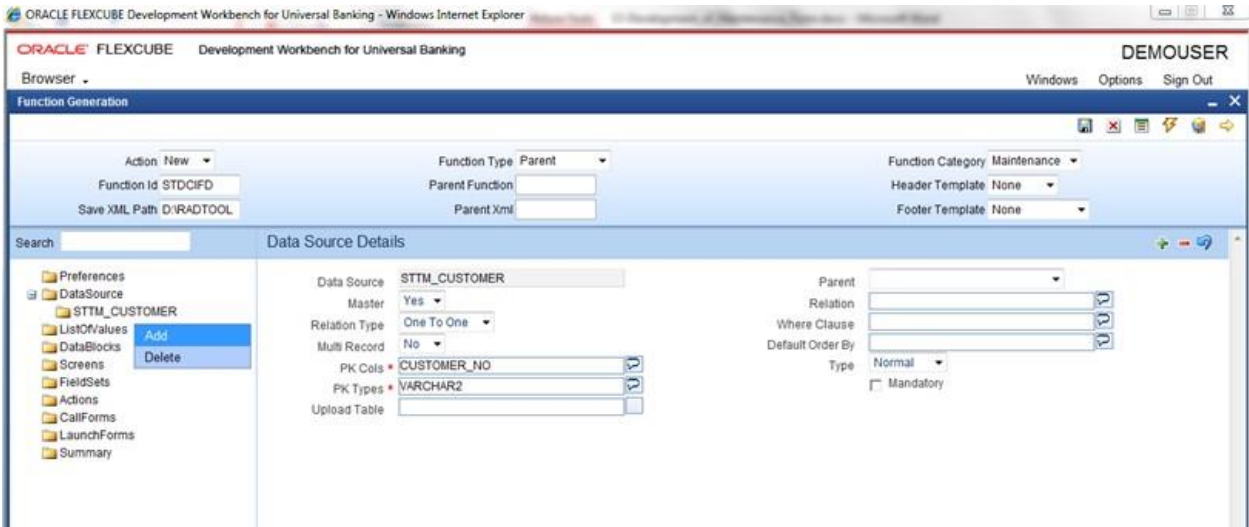 ORACLE FLEXCUBE Development Workbench for Universal Banking - Windows Internet Explorer
ORACLE FLEXCUBE Development Workbench for Universal Banking DEMOUSER
Browser Windows Options Sign Out
Function Generation
Action New Function Type Parent Function Category Maintenance
Function Id STDCIFD Parent Function Header Template None
Save XML Path D:\RADTOOL Parent Xml Footer Template None
Search Data Source Details
Preferences
DataSource
STTM_CUSTOMER
ListOfValues
DataBlocks
Screens
FieldSets
Actions
CallForms
LaunchForms
Summary
Add
Delete
Data Source STTM_CUSTOMER Parent
Master Yes Relation
Relation Type One To One Where Clause
Multi Record No Default Order By
PK Cols * CUSTOMER_NO Type Normal
PK Types * VARCHAR2 Mandatory
Upload Table